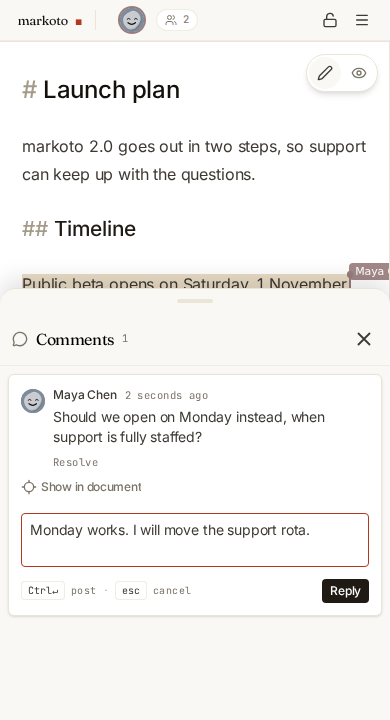 markoto
2
# Launch plan
markoto 2.0 goes out in two steps, so support
can keep up with the questions.
## Timeline
Maya
Public beta opens on Saturday, 1 November
Comments 1
Maya Chen 2 seconds ago
Should we open on Monday instead, when
support is fully staffed?
Resolve
Show in document
Monday works. I will move the support rota.
Ctrl↵ post · esc cancel
Reply